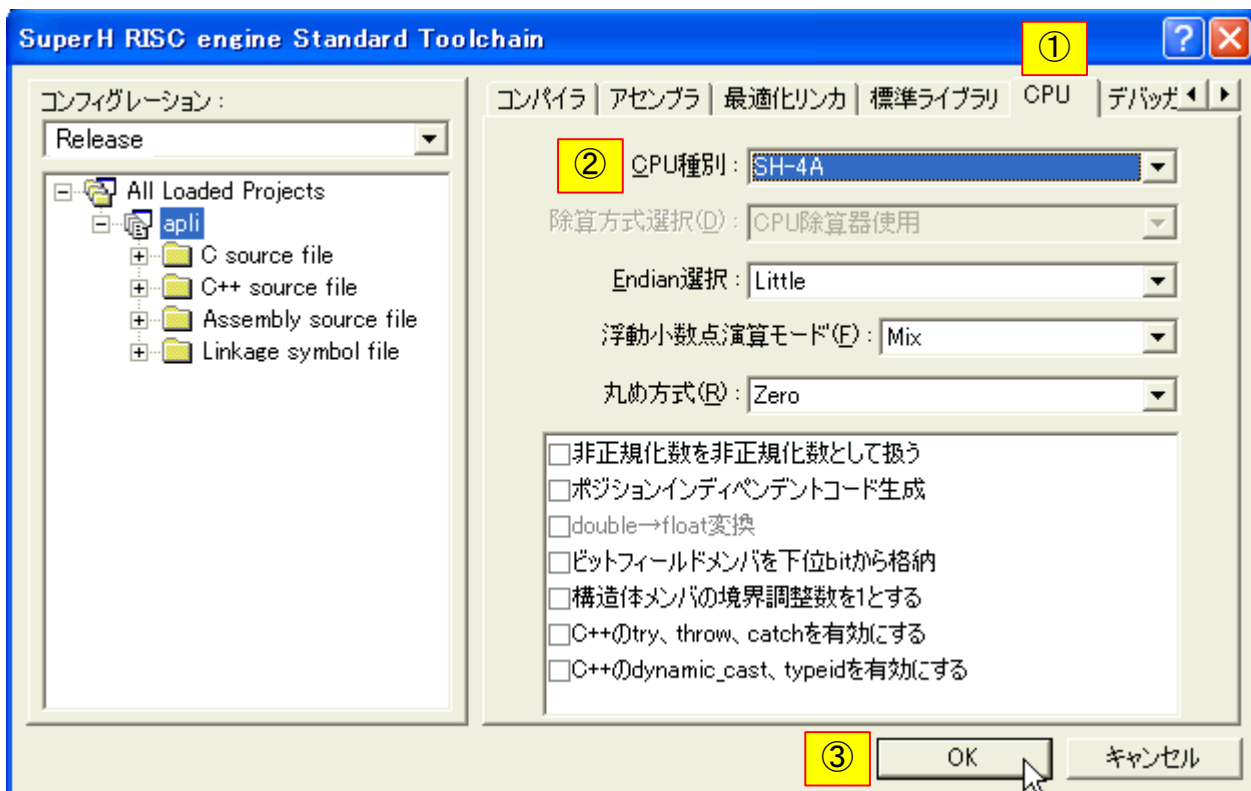 SuperH RISC engine Standard Toolchain
①
?
コンフィグレーション :
Release
All Loaded Projects
apli
C source file
C++ source file
Assembly source file
Linkage symbol file
コンパイラ
アセンブラ
最適化リンカ
標準ライブラリ
CPU
デバッガ
②
CPU種別 :
SH-4A
除算方式選択(D) :
CPU除算器使用
Endian選択 :
Little
浮動小数点演算モード(F) :
Mix
丸め方式(R) :
Zero
非正規化数を非正規化数として扱う
ポジションインディペンデントコード生成
double→float変換
ビットフィールドメンバを下位bitから格納
構造体メンバの境界調整数を1とする
C++のtry、throw、catchを有効にする
C++のdynamic_cast、typeidを有効にする
③
OK
キャンセル